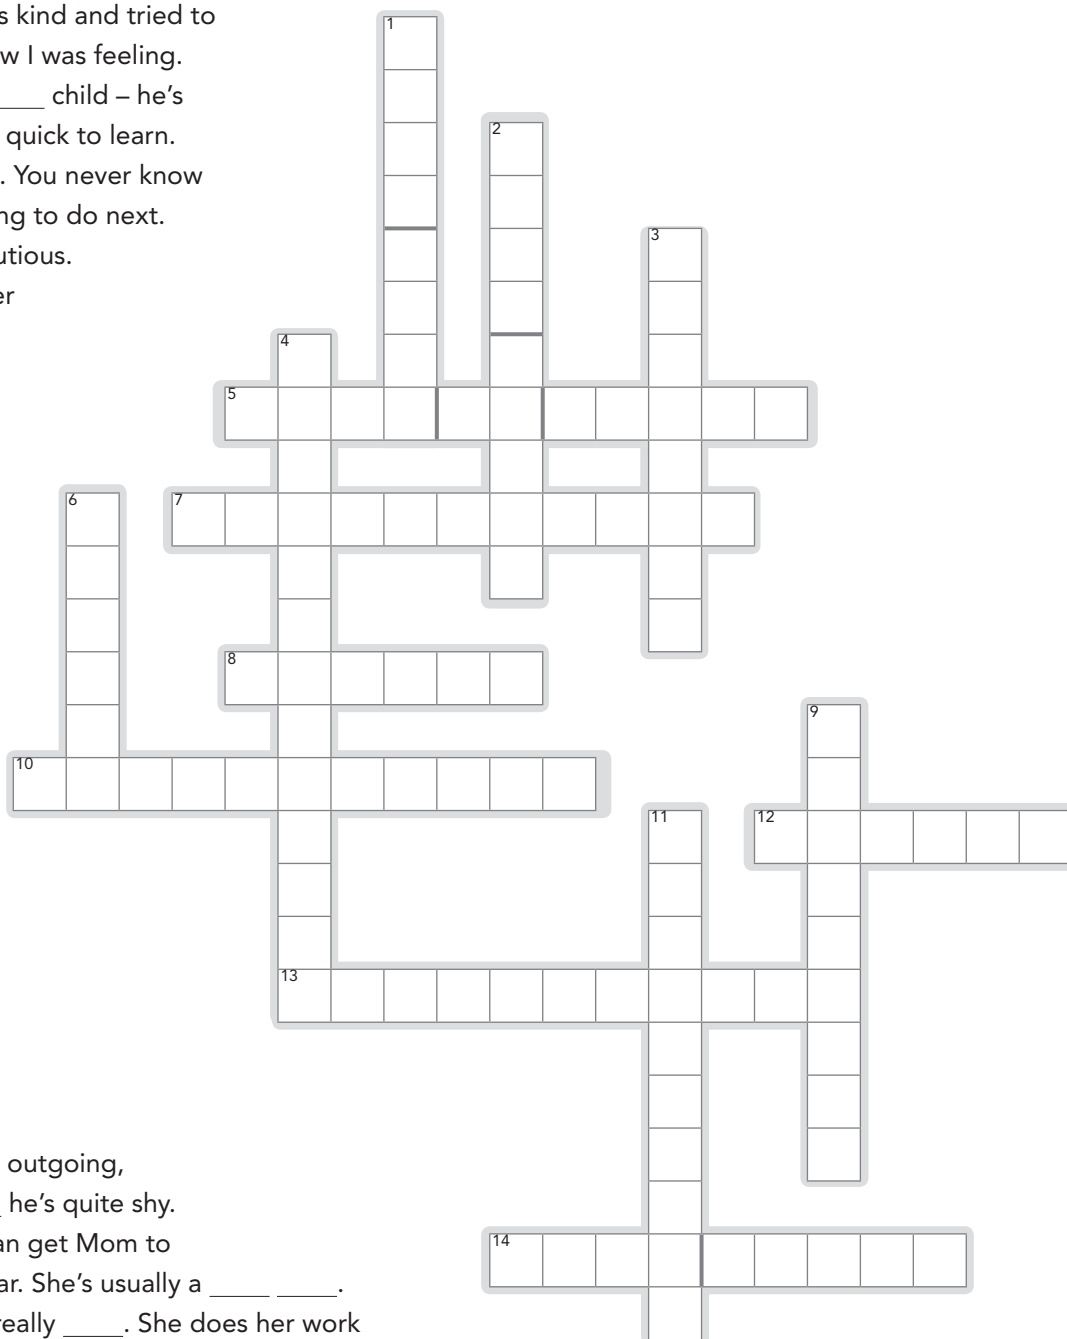 s kind and tried to
w I was feeling.
____ child – he's
quick to learn.
. You never know
ng to do next.
utious.
er
1
2
3
4
5
6
7
8
9
10
11
12
13
14
outgoing,
_ he's quite shy.
an get Mom to
ar. She's usually a ____ ____.
really ____. She does her work